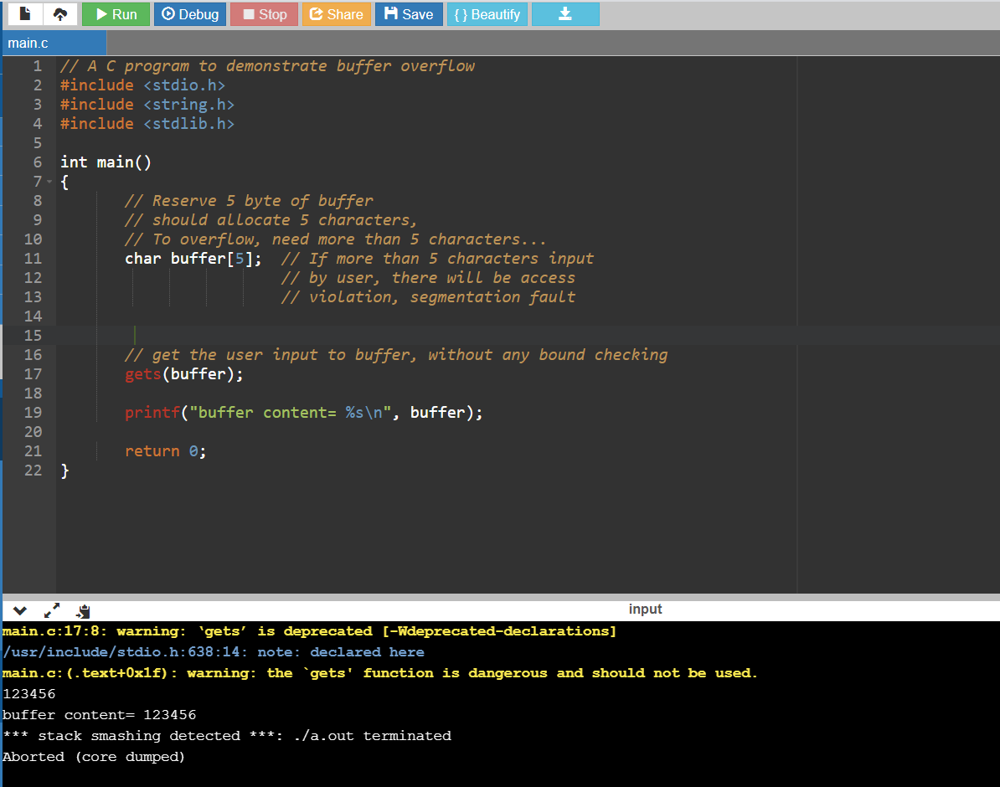 Run Debug Stop Share Save { } Beautify
main.c
1 // A C program to demonstrate buffer overflow
2 #include <stdio.h>
3 #include <string.h>
4 #include <stdlib.h>
5
6 int main()
7 {
8 // Reserve 5 byte of buffer
9 // should allocate 5 characters,
10 // To overflow, need more than 5 characters...
11 char buffer[5]; // If more than 5 characters input
12 // by user, there will be access
13 // violation, segmentation fault
14
15
16 // get the user input to buffer, without any bound checking
17 gets(buffer);
18
19 printf("buffer content= %s\n", buffer);
20
21 return 0;
22 }
input
main.c:17:8: warning: ‘gets’ is deprecated [-Wdeprecated-declarations]
/usr/include/stdio.h:638:14: note: declared here
main.c:(.text+0x1f): warning: the `gets' function is dangerous and should not be used.
123456
buffer content= 123456
*** stack smashing detected ***: ./a.out terminated
Aborted (core dumped)